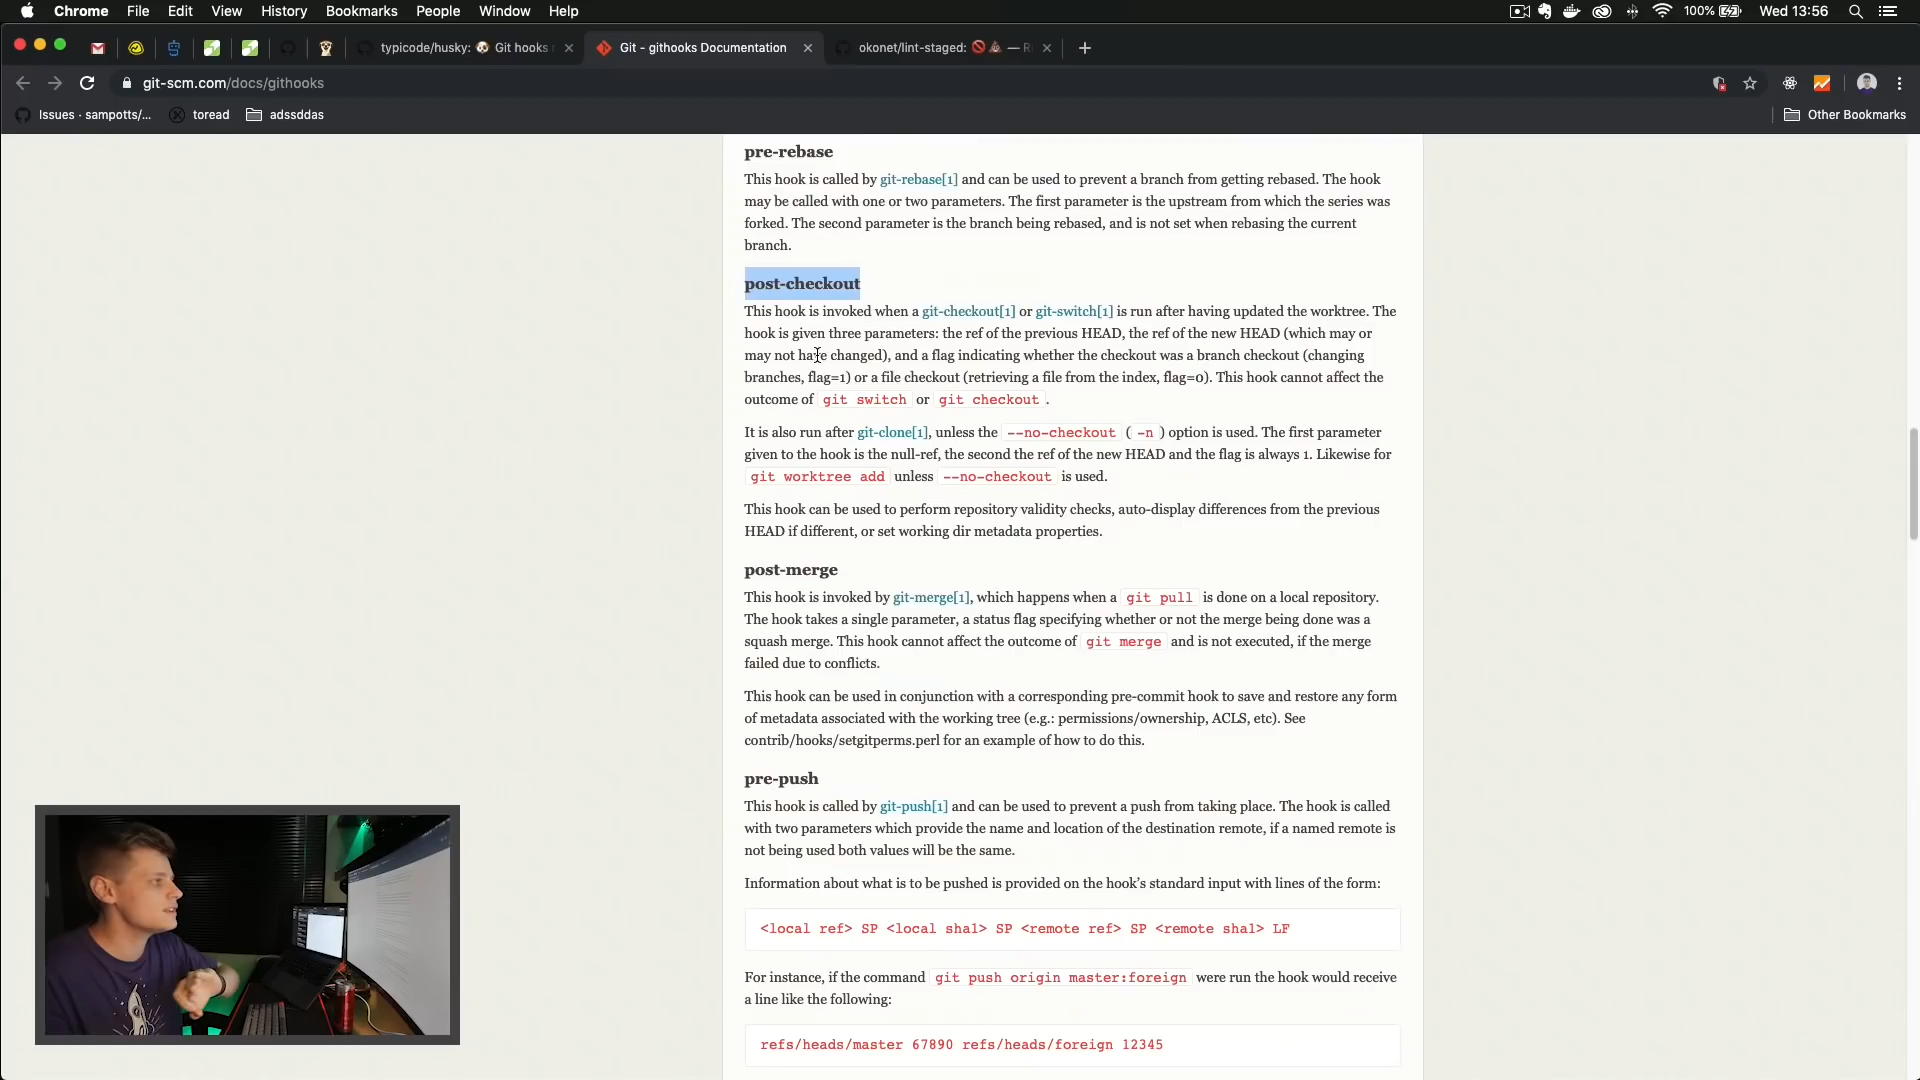 Chrome File Edit View History Bookmarks People Window Help 100% Wed 13:56
typicode/husky: 🐶 Git hooks Git - githooks Documentation okonet/lint-staged: 🚫💩 —
git-scm.com/docs/githooks
Issues · sampotts/... toread adssddas Other Bookmarks
pre-rebase
This hook is called by git-rebase[1] and can be used to prevent a branch from getting rebased. The hook
may be called with one or two parameters. The first parameter is the upstream from which the series was
forked. The second parameter is the branch being rebased, and is not set when rebasing the current
branch.
post-checkout
This hook is invoked when a git-checkout[1] or git-switch[1] is run after having updated the worktree. The
hook is given three parameters: the ref of the previous HEAD, the ref of the new HEAD (which may or
may not have changed), and a flag indicating whether the checkout was a branch checkout (changing
branches, flag=1) or a file checkout (retrieving a file from the index, flag=0). This hook cannot affect the
outcome of git switch or git checkout.
It is also run after git-clone[1], unless the --no-checkout (-n) option is used. The first parameter
given to the hook is the null-ref, the second the ref of the new HEAD and the flag is always 1. Likewise for
git worktree add unless --no-checkout is used.
This hook can be used to perform repository validity checks, auto-display differences from the previous
HEAD if different, or set working dir metadata properties.
post-merge
This hook is invoked by git-merge[1], which happens when a git pull is done on a local repository.
The hook takes a single parameter, a status flag specifying whether or not the merge being done was a
squash merge. This hook cannot affect the outcome of git merge and is not executed, if the merge
failed due to conflicts.
This hook can be used in conjunction with a corresponding pre-commit hook to save and restore any form
of metadata associated with the working tree (e.g.: permissions/ownership, ACLS, etc). See
contrib/hooks/setgitperms.perl for an example of how to do this.
pre-push
This hook is called by git-push[1] and can be used to prevent a push from taking place. The hook is called
with two parameters which provide the name and location of the destination remote, if a named remote is
not being used both values will be the same.
Information about what is to be pushed is provided on the hook's standard input with lines of the form:
<local ref> SP <local sha1> SP <remote ref> SP <remote sha1> LF
For instance, if the command git push origin master:foreign were run the hook would receive
a line like the following:
refs/heads/master 67890 refs/heads/foreign 12345